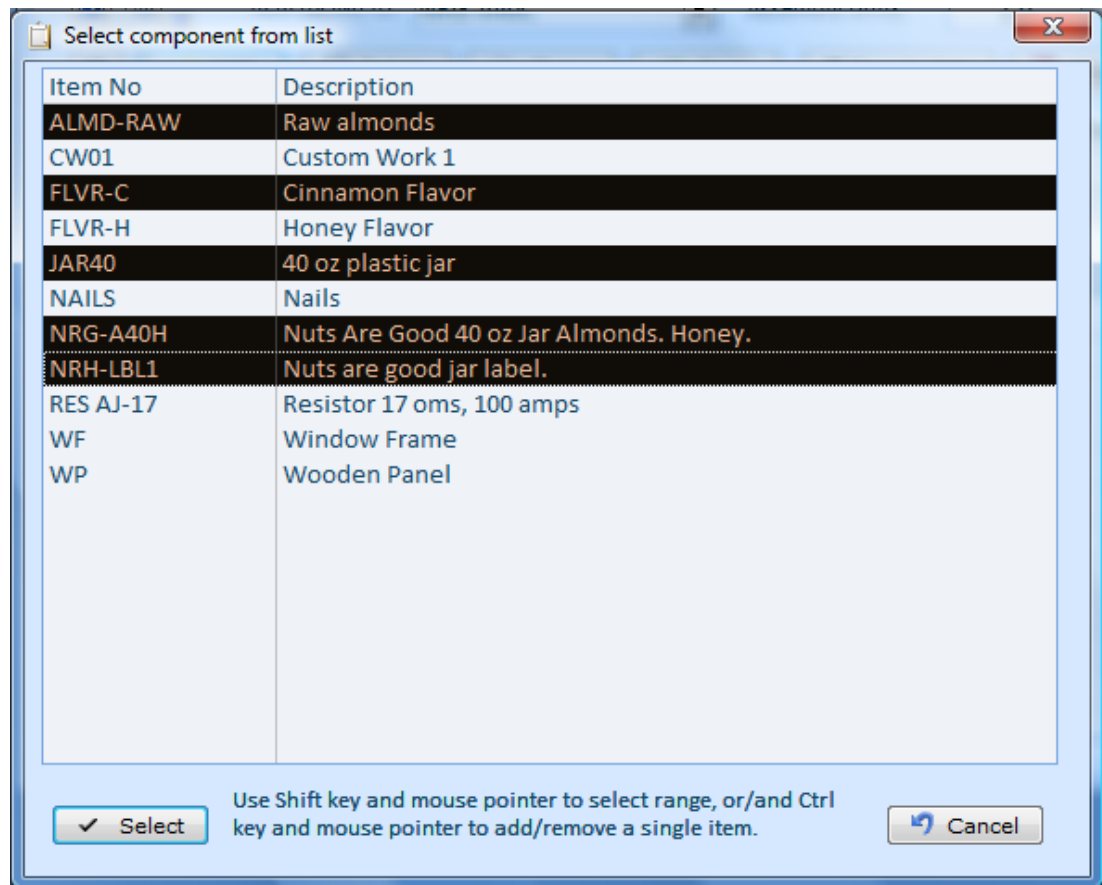 Select component from list
Item No Description
ALMD-RAW Raw almonds
CW01 Custom Work 1
FLVR-C Cinnamon Flavor
FLVR-H Honey Flavor
JAR40 40 oz plastic jar
NAILS Nails
NRG-A40H Nuts Are Good 40 oz Jar Almonds. Honey.
NRH-LBL1 Nuts are good jar label.
RES AJ-17 Resistor 17 oms, 100 amps
WF Window Frame
WP Wooden Panel
Use Shift key and mouse pointer to select range, or/and Ctrl
key and mouse pointer to add/remove a single item.
Select
Cancel